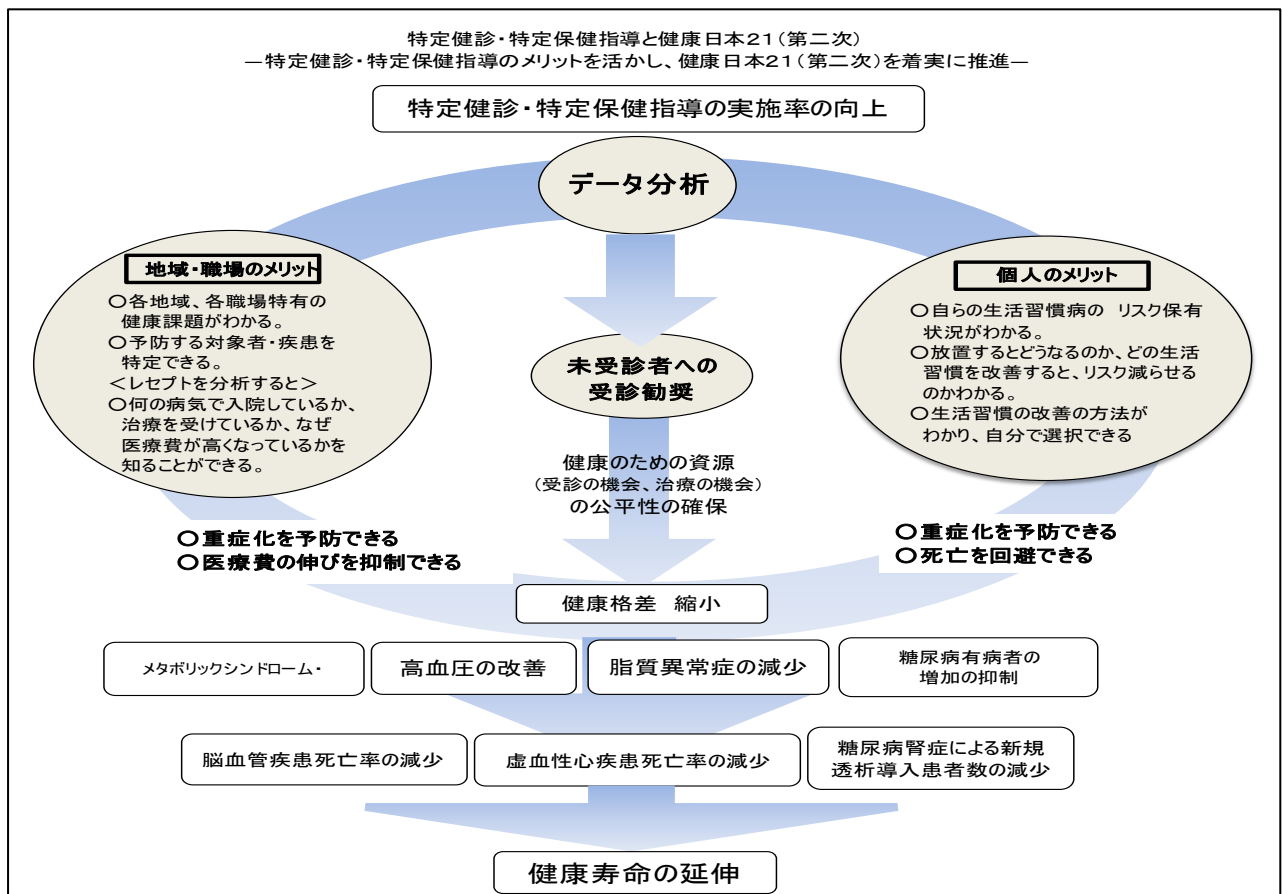 特定健診・特定保健指導と健康日本21(第二次)
―特定健診・特定保健指導のメリットを活かし、健康日本21(第二次)を着実に推進―
特定健診・特定保健指導の実施率の向上
データ分析
地域・職場のメリット
〇各地域、各職場特有の
健康課題がわかる。
〇予防する対象者・疾患を
特定できる。
<レセプトを分析すると>
〇何の病気で入院しているか、
治療を受けているか、なぜ
医療費が高くなっているかを
知ることができる。
個人のメリット
〇自らの生活習慣病の リスク保有
状況がわかる。
〇放置するとどうなるのか、どの生活
習慣を改善すると、リスク減らせる
のかわかる。
〇生活習慣の改善の方法が
わかり、自分で選択できる
未受診者への
受診勧奨
健康のための資源
(受診の機会、治療の機会)
の公平性の確保
〇重症化を予防できる
〇医療費の伸びを抑制できる
〇重症化を予防できる
〇死亡を回避できる
健康格差 縮小
メタボリックシンドローム・
高血圧の改善
脂質異常症の減少
糖尿病有病者の
増加の抑制
脳血管疾患死亡率の減少
虚血性心疾患死亡率の減少
糖尿病腎症による新規
透析導入患者数の減少
健康寿命の延伸